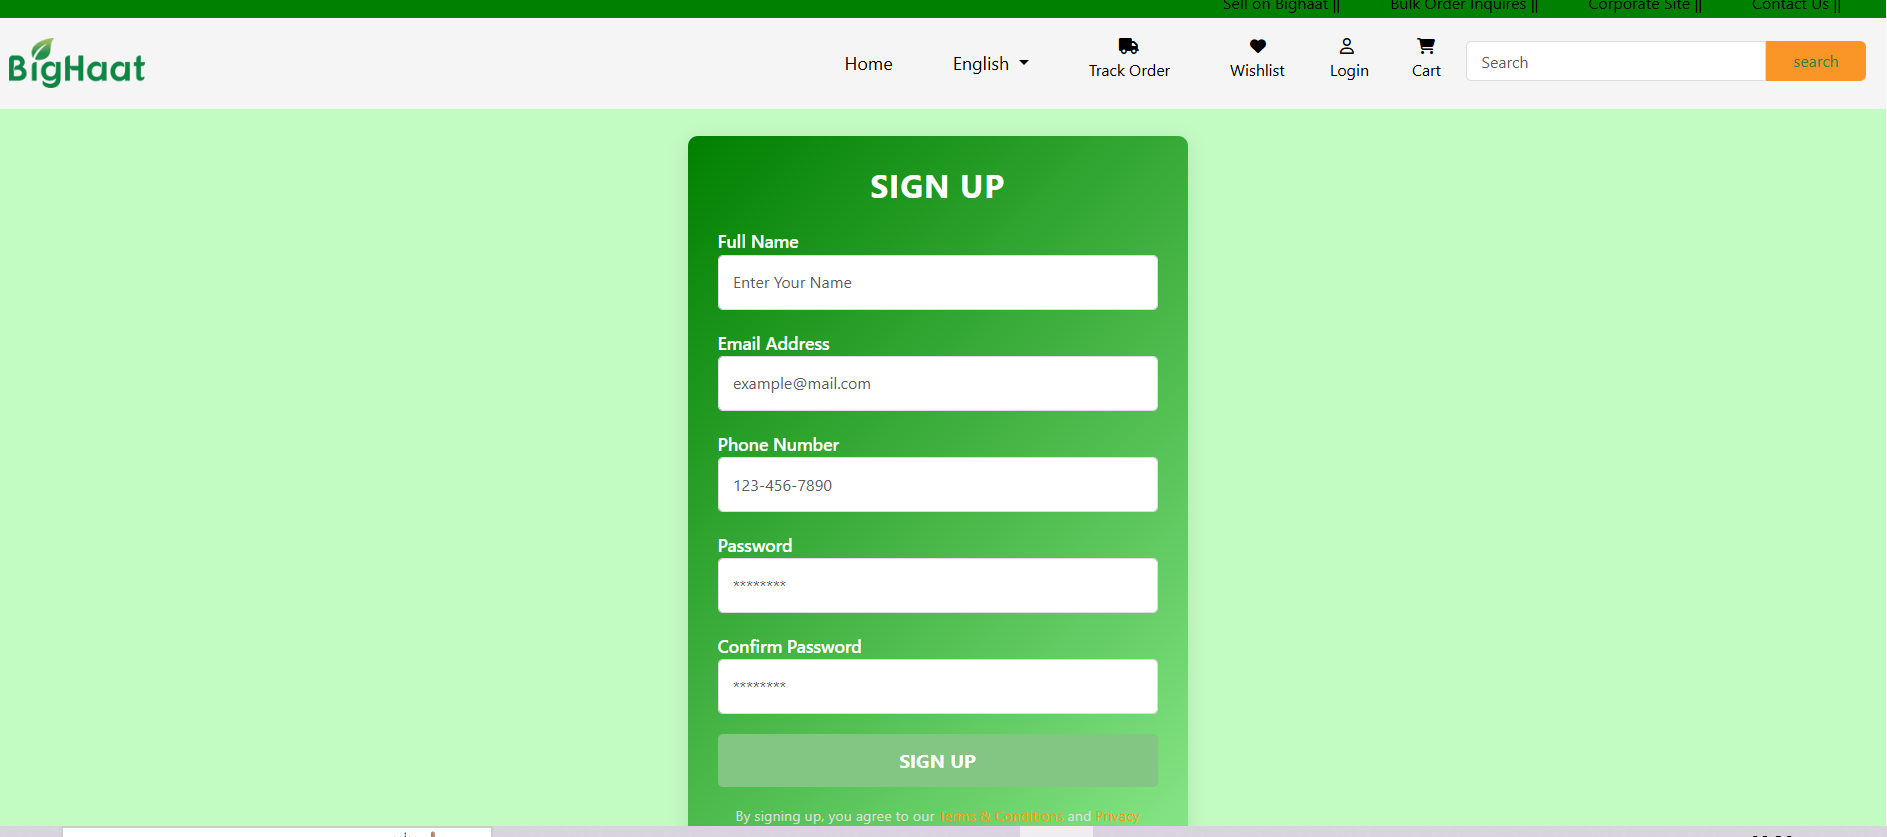 Sell on Bighaat || Bulk Order Inquires || Corporate Site || Contact Us ||
BigHaat
Home English Track Order Wishlist Login Cart Search search
SIGN UP
Full Name
Enter Your Name
Email Address
example@mail.com
Phone Number
123-456-7890
Password
********
Confirm Password
********
SIGN UP
By signing up, you agree to our Terms & Conditions and Privacy